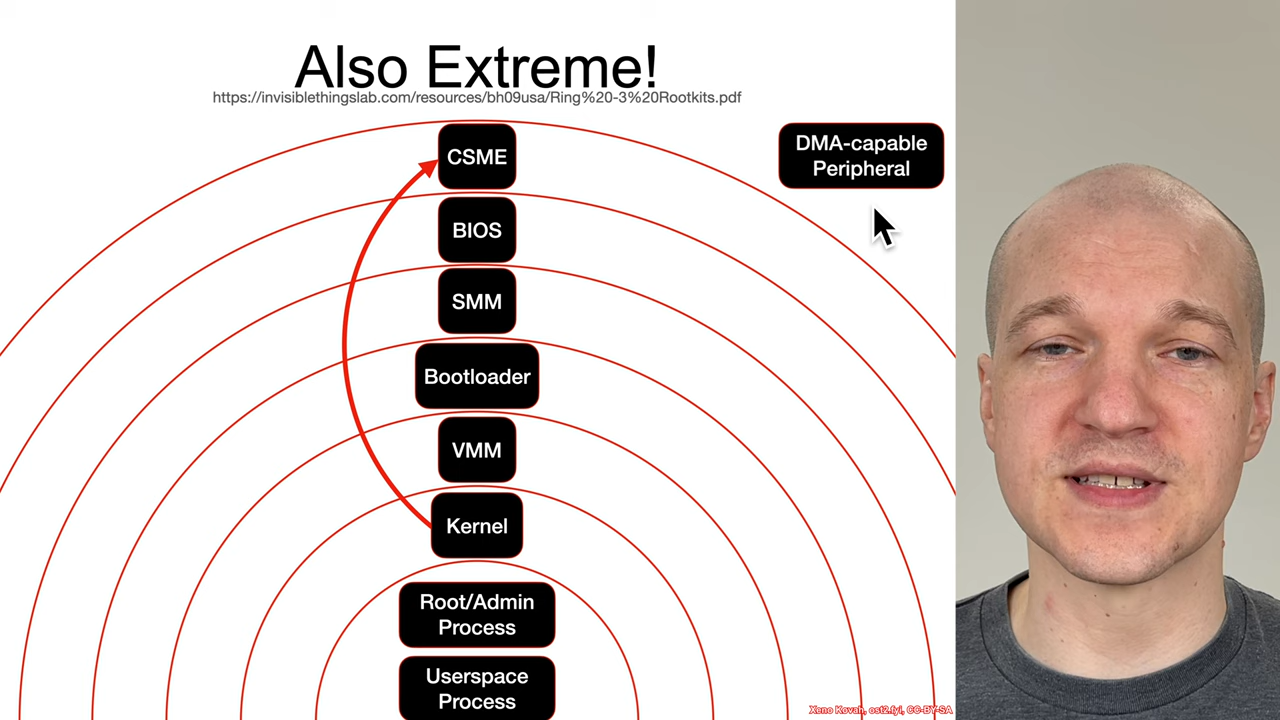 Also Extreme!
https://invisiblethingslab.com/resources/bh09usa/Ring%20-3%20Rootkits.pdf
CSME
DMA-capable
Peripheral
BIOS
SMM
Bootloader
VMM
Kernel
Root/Admin
Process
Userspace
Process
Xeno Kovah, ost2.fyi, CC-BY-SA